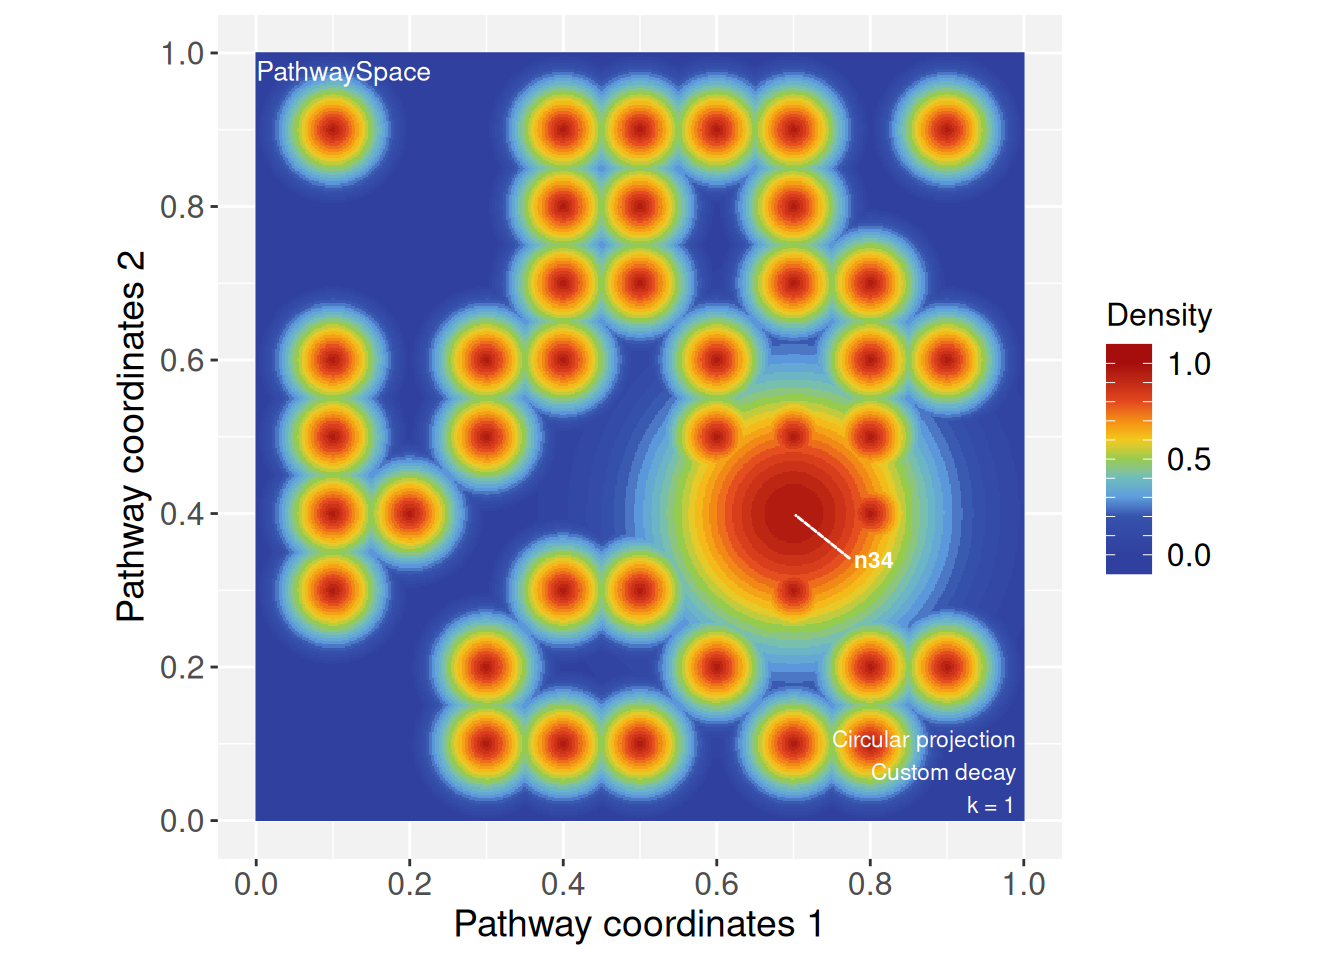 PathwaySpace
1.0
0.8
0.6
0.4
0.2
0.0
Pathway coordinates 2
n34
Circular projection
Custom decay
k = 1
0.0
0.2
0.4
0.6
0.8
1.0
Pathway coordinates 1
Density
1.0
0.5
0.0